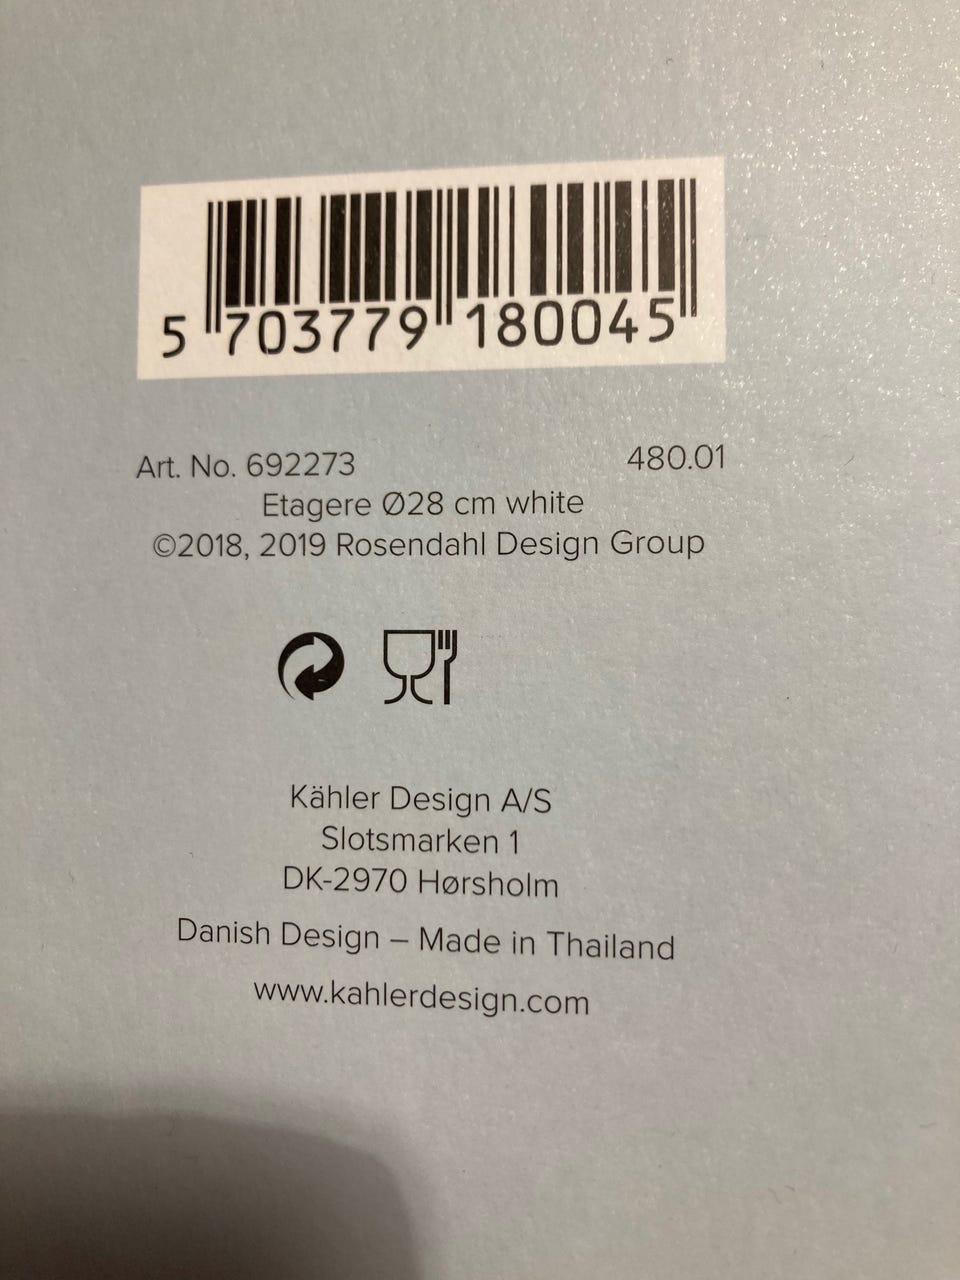 5 703779 180045
Art. No. 692273 480.01
Etagere Ø28 cm white
©2018, 2019 Rosendahl Design Group
Kähler Design A/S
Slotsmarken 1
DK-2970 Hørsholm
Danish Design – Made in Thailand
www.kahlerdesign.com